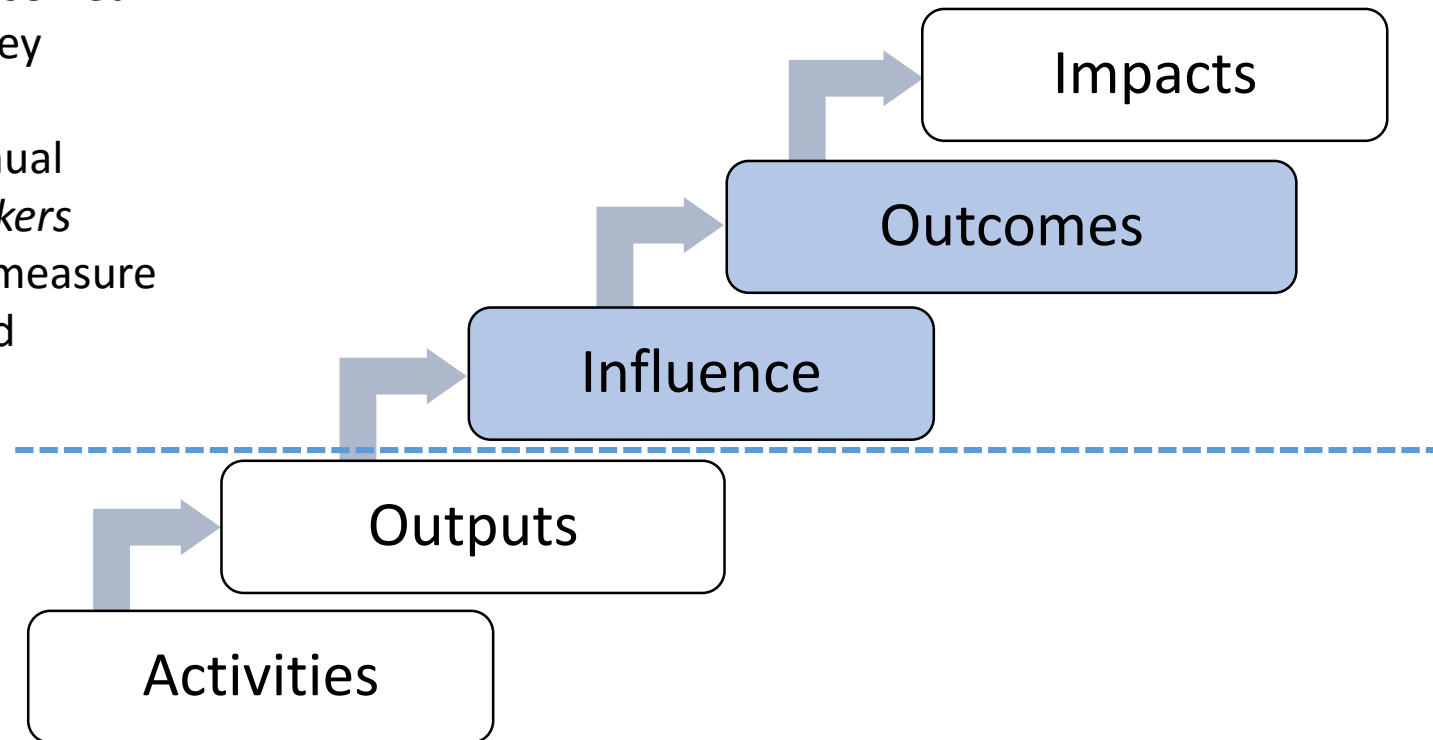 ey
ual
kers
measure
d
Impacts
Outcomes
Influence
Outputs
Activities